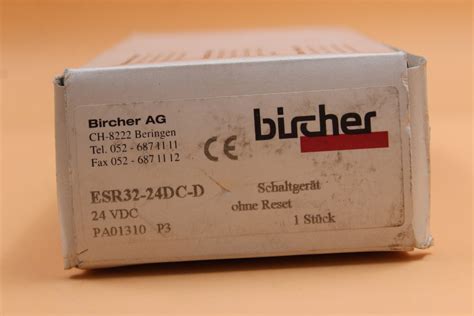 Bircher AG
CH-8222 Beringen
Tel. 052 - 687 11 11
Fax 052 - 687 11 12
CE
bircher
ESR32-24DC-D
24 VDC
PA01310 P3
Schaltgerät
ohne Reset
1 Stück